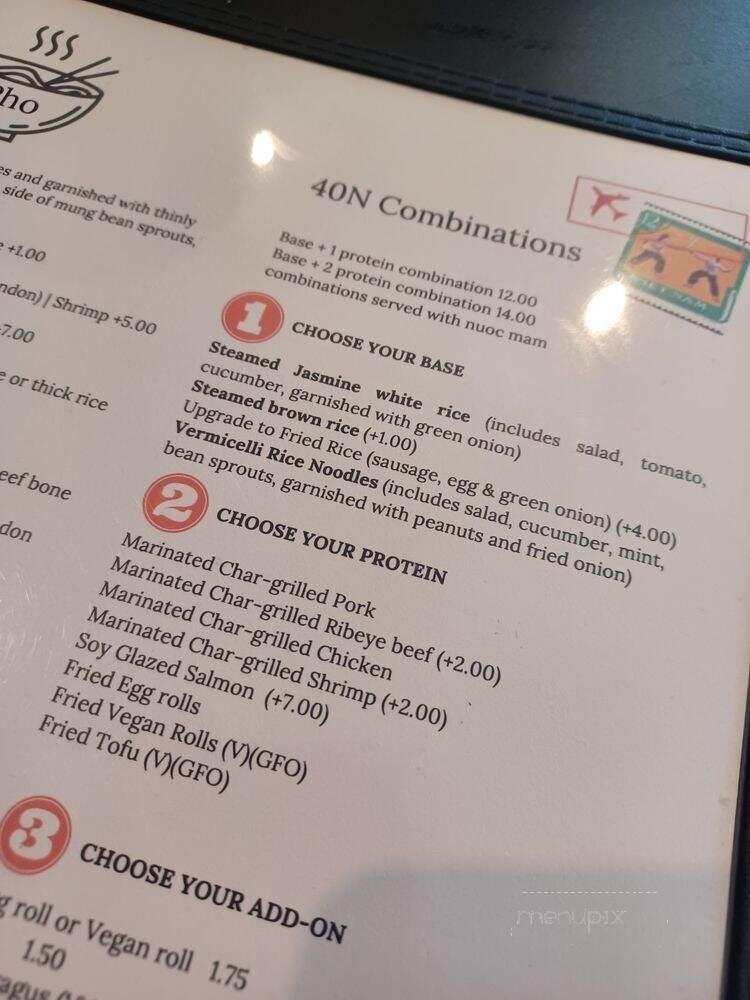 Pho
es and garnished with thinly
side of mung bean sprouts,
e +1.00
ndon) | Shrimp +5.00
-7.00
e or thick rice
eef bone
don
40N Combinations
Base + 1 protein combination 12.00
Base + 2 protein combination 14.00
combinations served with nuoc mam
1 CHOOSE YOUR BASE
Steamed Jasmine white rice (includes salad, tomato,
cucumber, garnished with green onion)
Steamed brown rice (+1.00)
Upgrade to Fried Rice (sausage, egg & green onion) (+4.00)
Vermicelli Rice Noodles (includes salad, cucumber, mint,
bean sprouts, garnished with peanuts and fried onion)
2 CHOOSE YOUR PROTEIN
Marinated Char-grilled Pork
Marinated Char-grilled Ribeye beef (+2.00)
Marinated Char-grilled Chicken
Marinated Char-grilled Shrimp (+2.00)
Soy Glazed Salmon (+7.00)
Fried Egg rolls
Fried Vegan Rolls (V)(GFO)
Fried Tofu (V)(GFO)
3 CHOOSE YOUR ADD-ON
g roll or Vegan roll 1.75
1.50
menupix